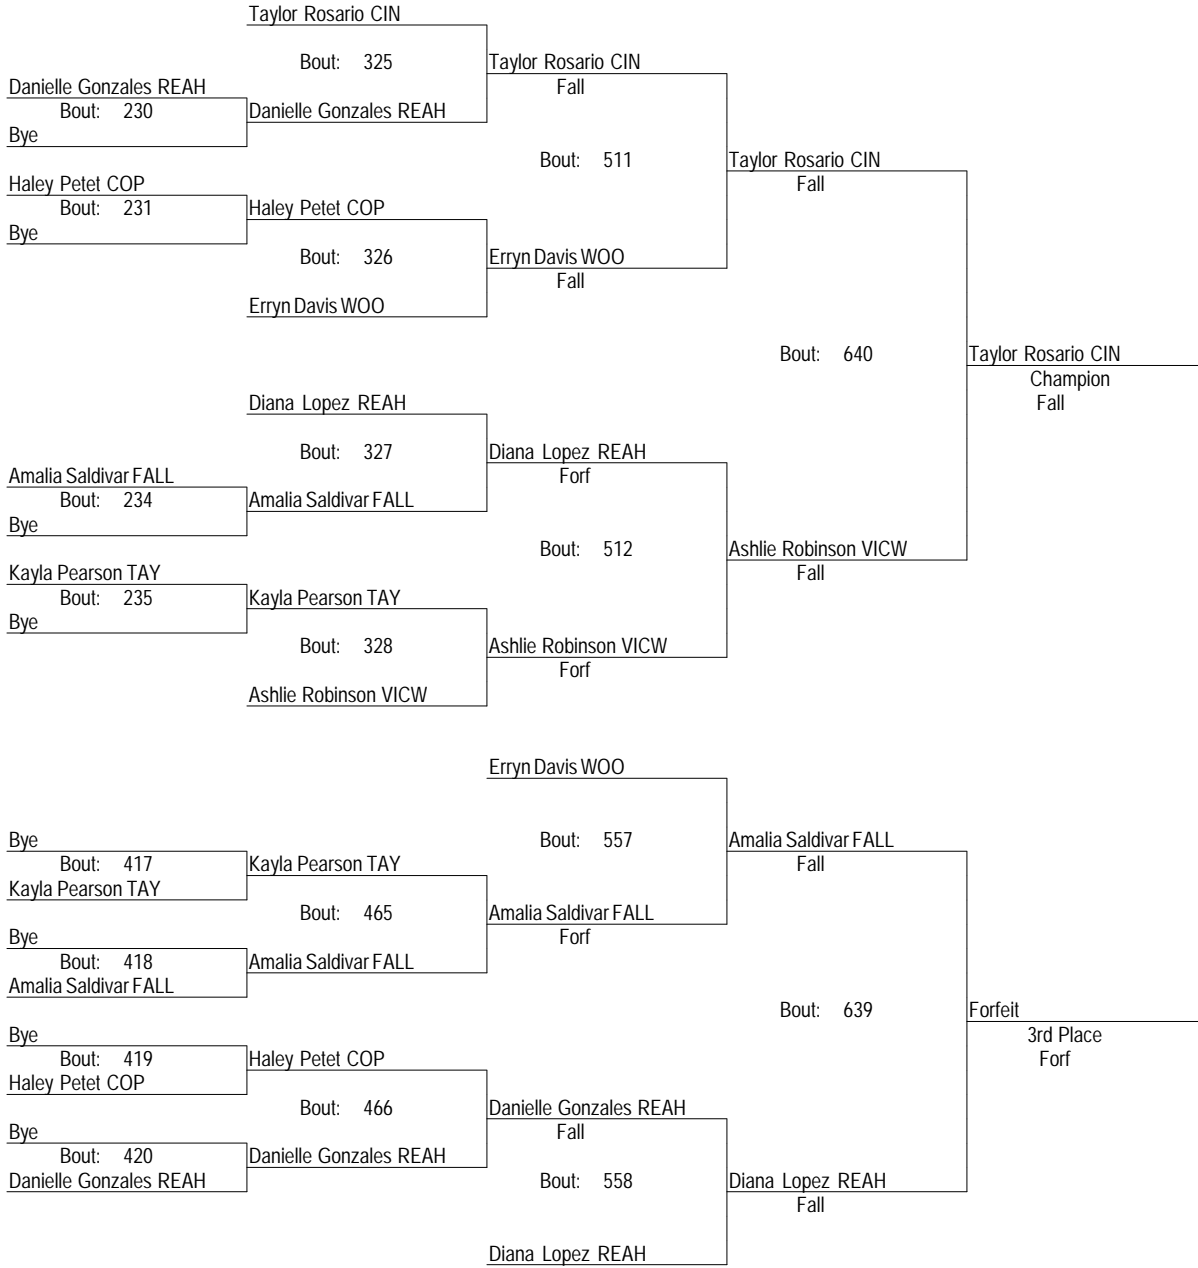 Taylor Rosario CIN
Bout: 325
Taylor Rosario CIN
Fall
Danielle Gonzales REAH
Bout: 230
Danielle Gonzales REAH
Bye
Bout: 511
Taylor Rosario CIN
Fall
Haley Petet COP
Bout: 231
Haley Petet COP
Bye
Bout: 326
Erryn Davis WOO
Fall
Erryn Davis WOO
Bout: 640
Taylor Rosario CIN
Champion
Fall
Diana Lopez REAH
Bout: 327
Diana Lopez REAH
Forf
Amalia Saldivar FALL
Bout: 234
Amalia Saldivar FALL
Bye
Bout: 512
Ashlie Robinson VICW
Fall
Kayla Pearson TAY
Bout: 235
Kayla Pearson TAY
Bye
Bout: 328
Ashlie Robinson VICW
Forf
Ashlie Robinson VICW
Erryn Davis WOO
Bye
Bout: 557
Amalia Saldivar FALL
Fall
Bout: 417
Kayla Pearson TAY
Kayla Pearson TAY
Bout: 465
Amalia Saldivar FALL
Forf
Bye
Bout: 418
Amalia Saldivar FALL
Amalia Saldivar FALL
Bout: 639
Forfeit
3rd Place
Forf
Bye
Bout: 419
Haley Petet COP
Haley Petet COP
Bout: 466
Danielle Gonzales REAH
Fall
Bye
Bout: 420
Danielle Gonzales REAH
Danielle Gonzales REAH
Bout: 558
Diana Lopez REAH
Fall
Diana Lopez REAH